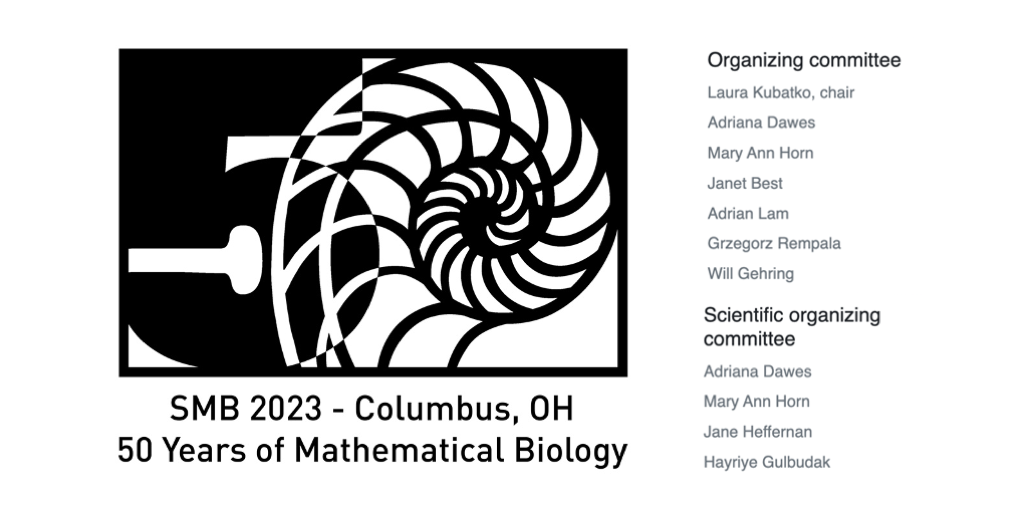 SMB 2023 - Columbus, OH
50 Years of Mathematical Biology
Organizing committee
Laura Kubatko, chair
Adriana Dawes
Mary Ann Horn
Janet Best
Adrian Lam
Grzegorz Rempala
Will Gehring
Scientific organizing
committee
Adriana Dawes
Mary Ann Horn
Jane Heffernan
Hayriye Gulbudak